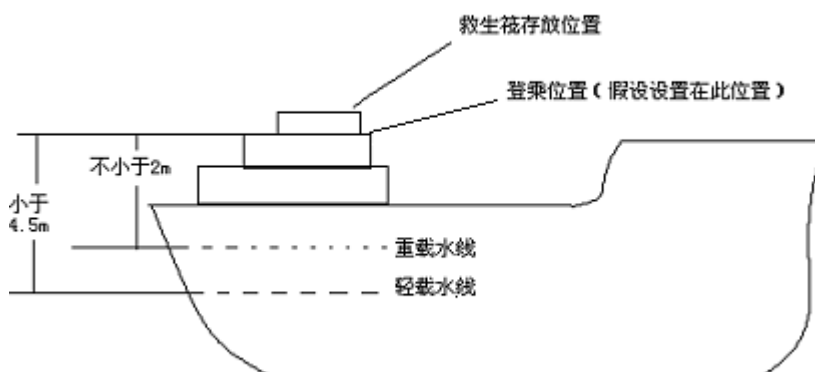 救生筏存放位置
登乘位置（假设设置在此位置）
不小于2m
小于
4.5m
重载水线
轻载水线